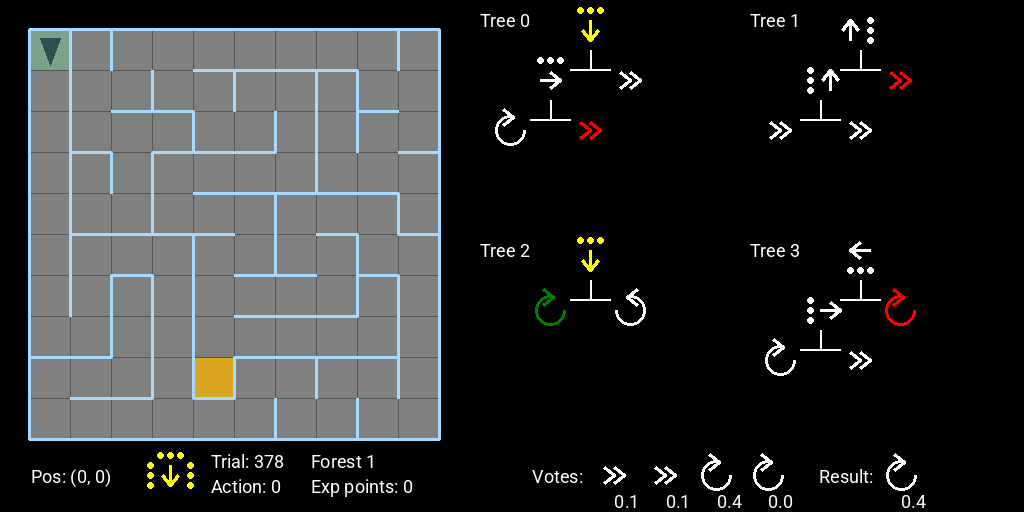 Tree 0
Tree 1
Tree 2
Tree 3
Pos: (0, 0)
Trial: 378
Forest 1
Action: 0
Exp points: 0
Votes:
0.1
0.1
0.4
0.0
Result:
0.4